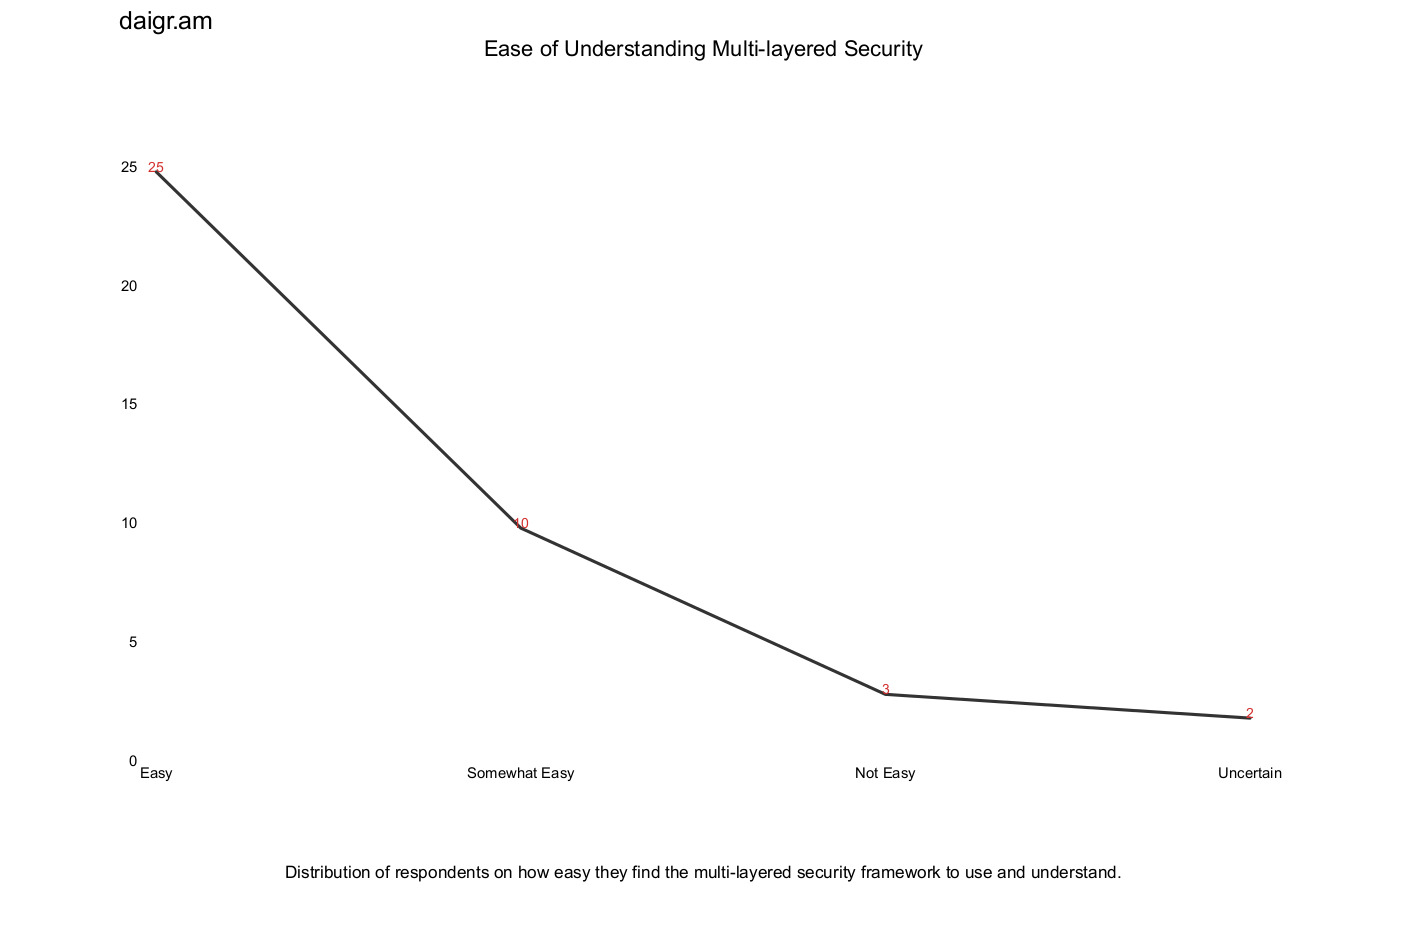 daigr.am
Ease of Understanding Multi-layered Security
25
25
20
15
10
10
5
3
2
0
Easy
Somewhat Easy
Not Easy
Uncertain
Distribution of respondents on how easy they find the multi-layered security framework to use and understand.